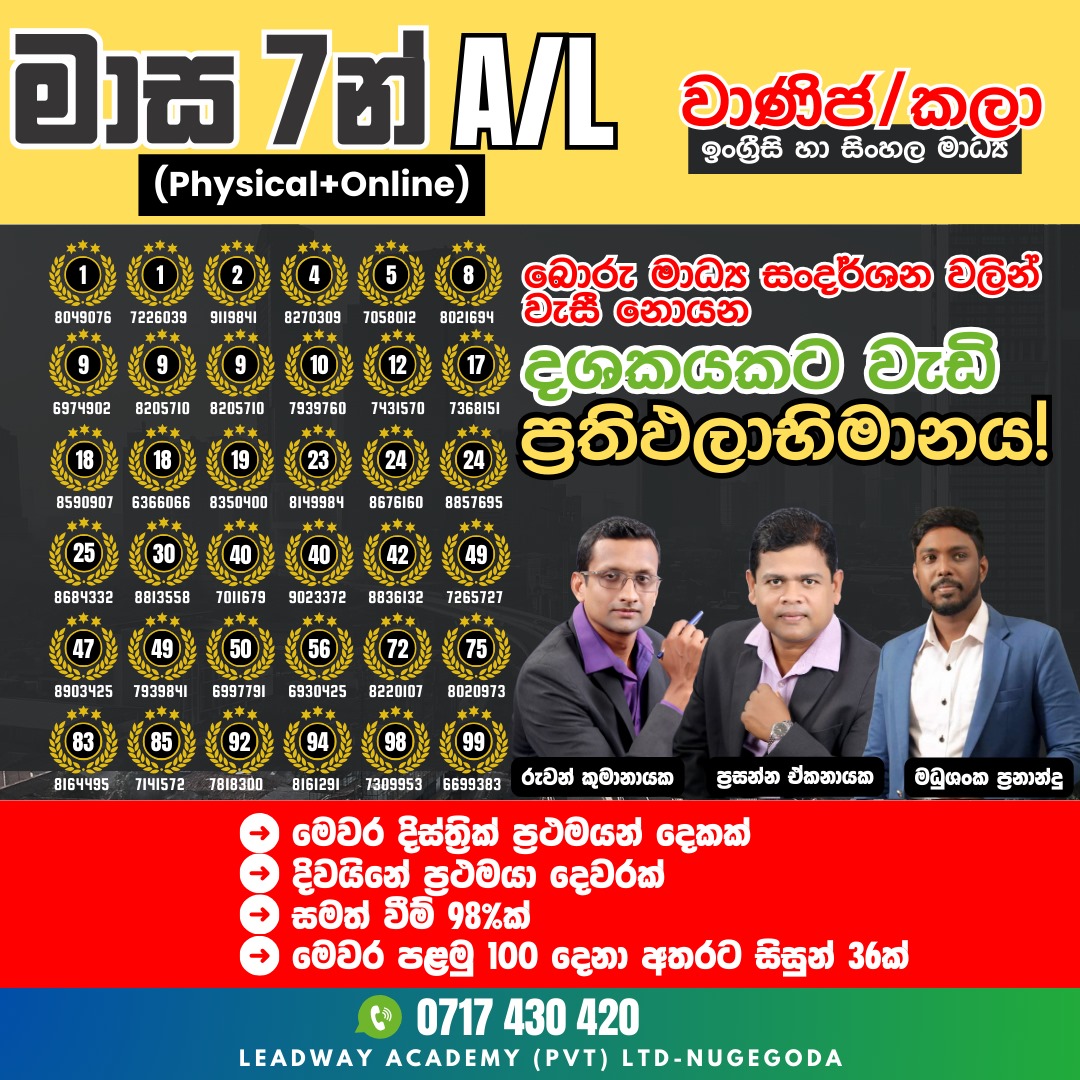 මාස 7න් A/L
(Physical+Online)
වාණිජ/කලා
ඉංග්‍රීසි හා සිංහල මාධ්‍ය
1 1 2 4 5 8
8049076 7226039 9119841 8270309 7058012 8021694
9 9 9 10 12 17
6974902 8205710 8205710 7939760 7431570 7368151
18 18 19 23 24 24
8590907 6366066 8350400 8149984 8676160 8857695
25 30 40 40 42 49
8684332 8813558 7011679 9023372 8836132 7265727
47 49 50 56 72 75
8903425 7939841 6997791 6930425 8220107 8020973
83 85 92 94 98 99
8164495 7141572 7818300 8161291 7309953 6699383
බොරු මාධ්‍ය සංදර්ශන වලින්
වැසී නොයන
දශකයකට වැඩි
ප්‍රතිඵලාභිමානය!
රුවන් කුමානායක
ප්‍රසන්න ඒකනායක
මධුශංක ප්‍රනාන්දු
මෙවර දිස්ත්‍රික් ප්‍රථමයන් දෙකක්
දිවයිනේ ප්‍රථමයා දෙවරක්
සමත් වීම් 98%ක්
මෙවර පළමු 100 දෙනා අතරට සිසුන් 36ක්
0717 430 420
LEADWAY ACADEMY (PVT) LTD-NUGEGODA